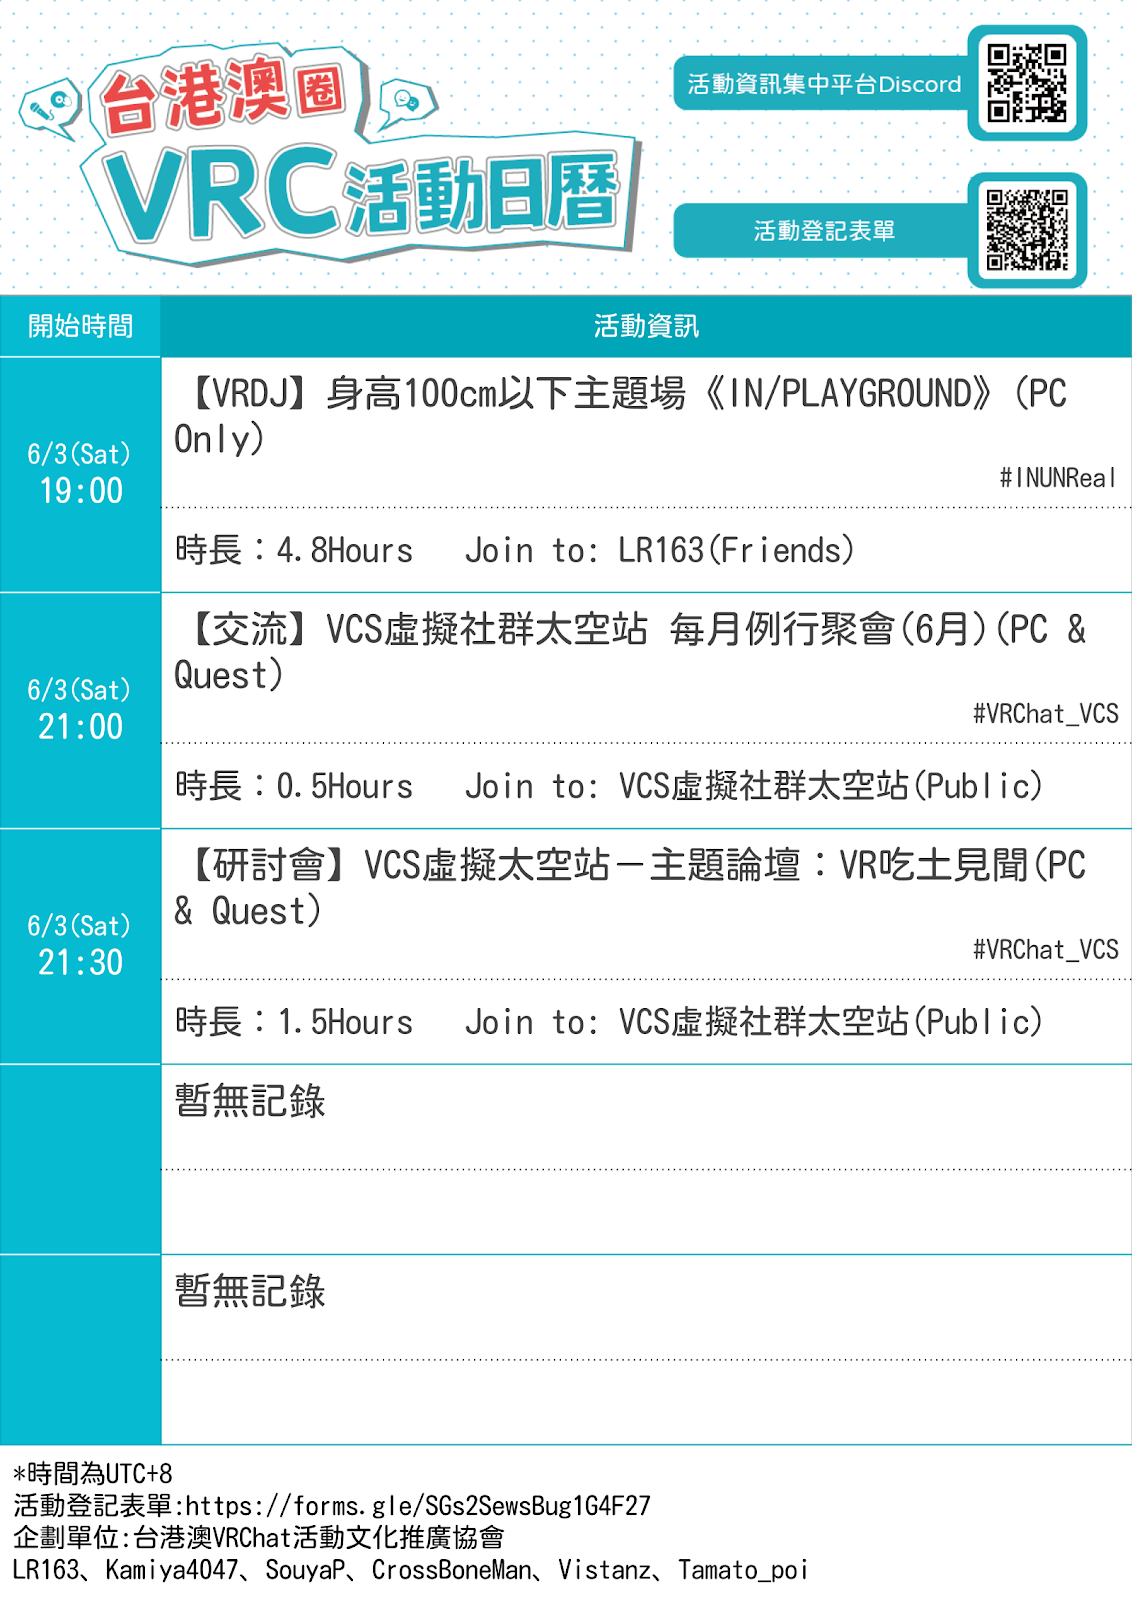 台港澳圈
VRC活動日曆
活動資訊集中平台Discord
活動登記表單
開始時間
活動資訊
6/3(Sat)
19:00
【VRDJ】身高100cm以下主題場《IN/PLAYGROUND》(PC
Only)
#INUNReal
時長：4.8Hours Join to: LR163(Friends)
6/3(Sat)
21:00
【交流】VCS虛擬社群太空站 每月例行聚會(6月)(PC &
Quest)
#VRChat_VCS
時長：0.5Hours Join to: VCS虛擬社群太空站(Public)
6/3(Sat)
21:30
【研討會】VCS虛擬太空站－主題論壇：VR吃土見聞(PC
& Quest)
#VRChat_VCS
時長：1.5Hours Join to: VCS虛擬社群太空站(Public)
暫無記錄
暫無記錄
*時間為UTC+8
活動登記表單:https://forms.gle/SGs2SewsBug1G4F27
企劃單位:台港澳VRChat活動文化推廣協會
LR163、Kamiya4047、SouyaP、CrossBoneMan、Vistanz、Tamato_poi